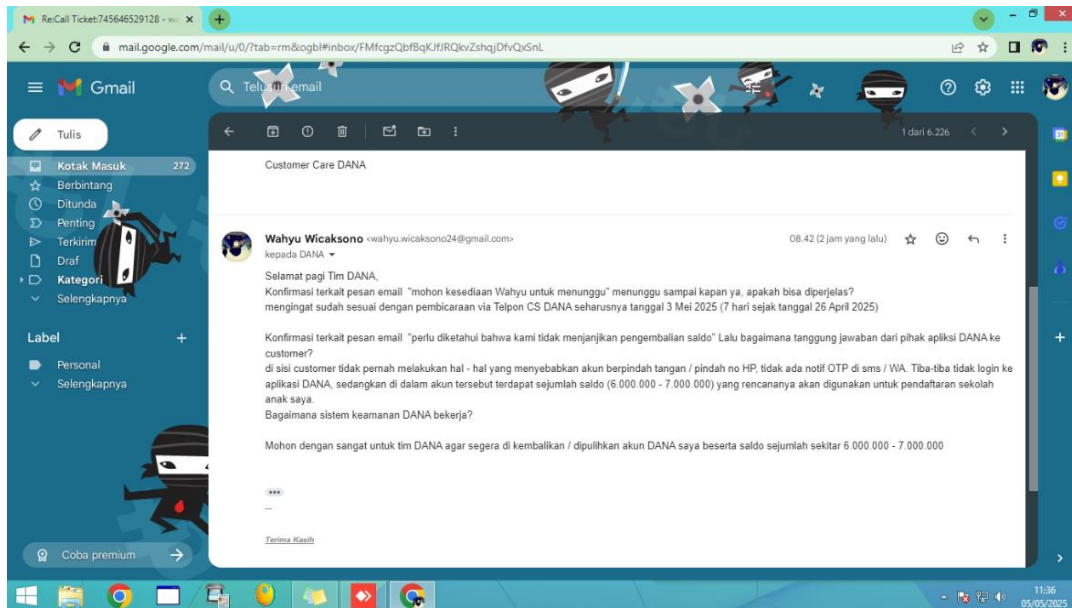 Re:Call Ticket:745646529128 - w
mail.google.com/mail/u/0/?tab=rm&ogbl#inbox/FMfcgzQbfBqKJfJRQkvZshqjDfvQxSnL
Gmail
Telusuri email
Tulis
1 dari 6.226
Kotak Masuk 272
Berbintang
Ditunda
Penting
Terkirim
Draf
Kategori
Selengkapnya
Label
Personal
Selengkapnya
Coba premium
Customer Care DANA
Wahyu Wicaksono <wahyu.wicaksono24@gmail.com>
08.42 (2 jam yang lalu)
kepada DANA
Selamat pagi Tim DANA,
Konfirmasi terkait pesan email "mohon kesediaan Wahyu untuk menunggu" menunggu sampai kapan ya, apakah bisa diperjelas?
mengingat sudah sesuai dengan pembicaraan via Telpon CS DANA seharusnya tanggal 3 Mei 2025 (7 hari sejak tanggal 26 April 2025)
Konfirmasi terkait pesan email "perlu diketahui bahwa kami tidak menjanjikan pengembalian saldo" Lalu bagaimana tanggung jawaban dari pihak apliksi DANA ke
customer?
di sisi customer tidak pernah melakukan hal - hal yang menyebabkan akun berpindah tangan / pindah no HP, tidak ada notif OTP di sms / WA. Tiba-tiba tidak login ke
aplikasi DANA, sedangkan di dalam akun tersebut terdapat sejumlah saldo (6.000.000 - 7.000.000) yang rencananya akan digunakan untuk pendaftaran sekolah
anak saya.
Bagaimana sistem keamanan DANA bekerja?
Mohon dengan sangat untuk tim DANA agar segera di kembalikan / dipulihkan akun DANA saya beserta saldo sejumlah sekitar 6.000.000 - 7.000.000
--
Terima Kasih
31
11:36
05/05/2025